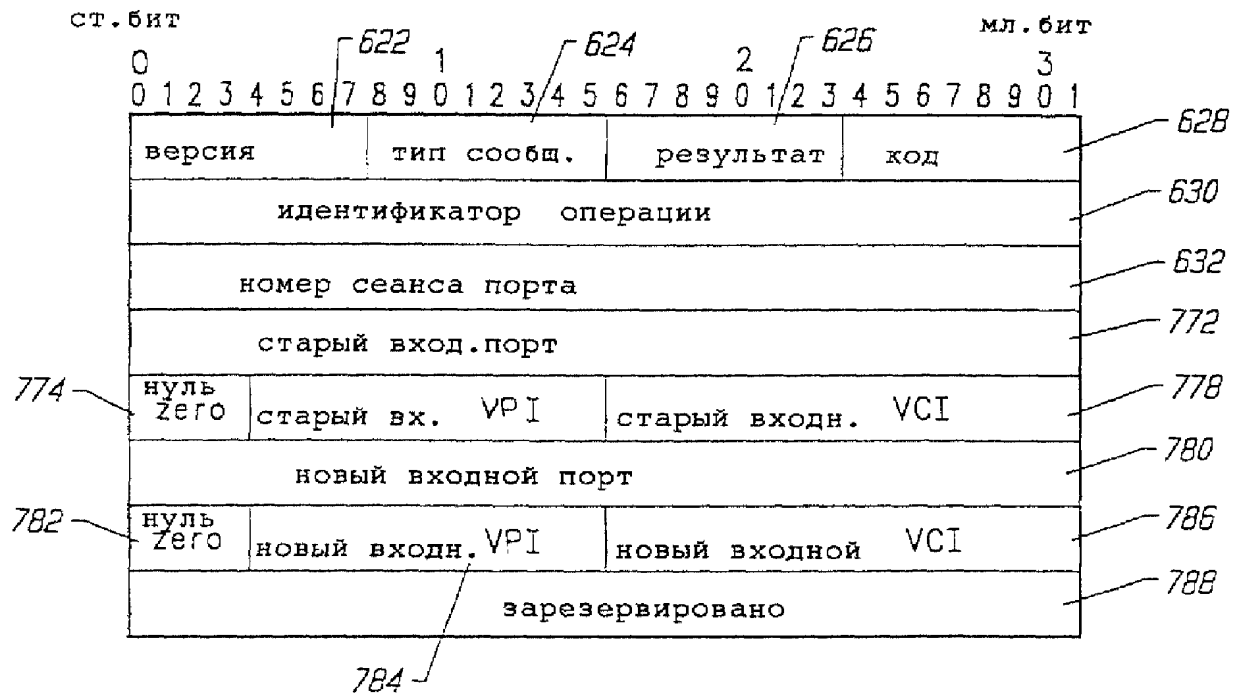 ст.бит мл.бит
622 624 626
0 1 2 3
0 1 2 3 4 5 6 7 8 9 0 1 2 3 4 5 6 7 8 9 0 1 2 3 4 5 6 7 8 9 0 1
версия тип сообщ. результат код 628
идентификатор операции 630
номер сеанса порта 632
старый вход.порт 772
774 нуль
zero старый вх. VPI старый входн. VCI 778
новый входной порт 780
782 нуль
zero новый входн. VPI новый входной VCI 786
зарезервировано 788
784